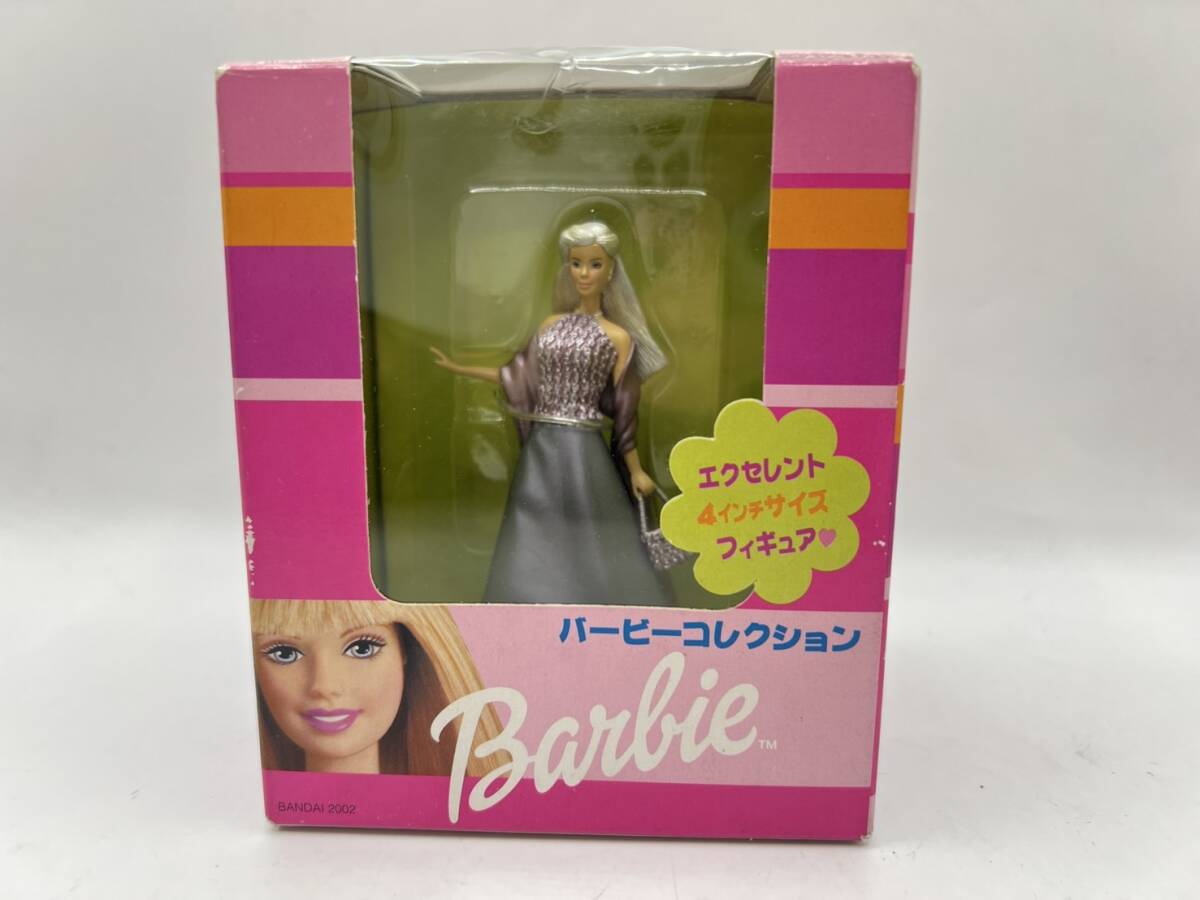 エクセレント
4インチサイズ
フィギュア♥
バービーコレクション
Barbie™
BANDAI 2002